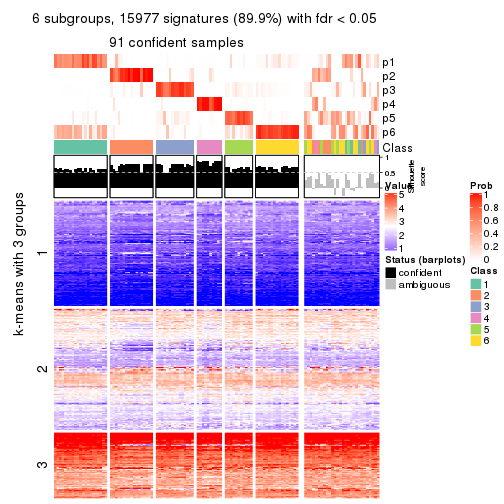 6 subgroups, 15977 signatures (89.9%) with fdr < 0.05
91 confident samples
p1
p2
p3
p4
p5
p6
Class
1
0.5
0
Silhouette
score
k-means with 3 groups
1
2
3
Value
5
4
3
2
1
Status (barplots)
confident
ambiguous
Prob
1
0.8
0.6
0.4
0.2
0
Class
1
2
3
4
5
6